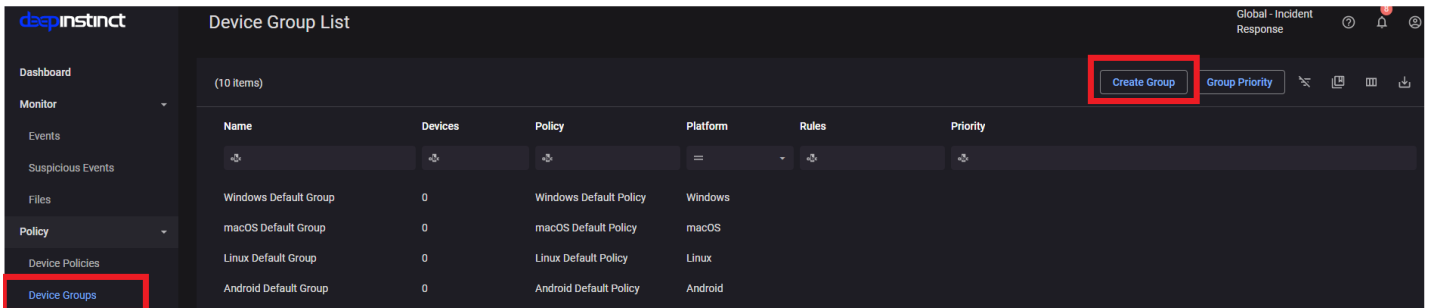 deepinstinct
Device Group List
Global - Incident
Response
8
Dashboard
(10 items)
Create Group
Group Priority
Monitor
Name Devices Policy Platform Rules Priority
Events
=
Suspicious Events
Files
Windows Default Group 0 Windows Default Policy Windows
Policy
macOS Default Group 0 macOS Default Policy macOS
Device Policies
Linux Default Group 0 Linux Default Policy Linux
Device Groups
Android Default Group 0 Android Default Policy Android